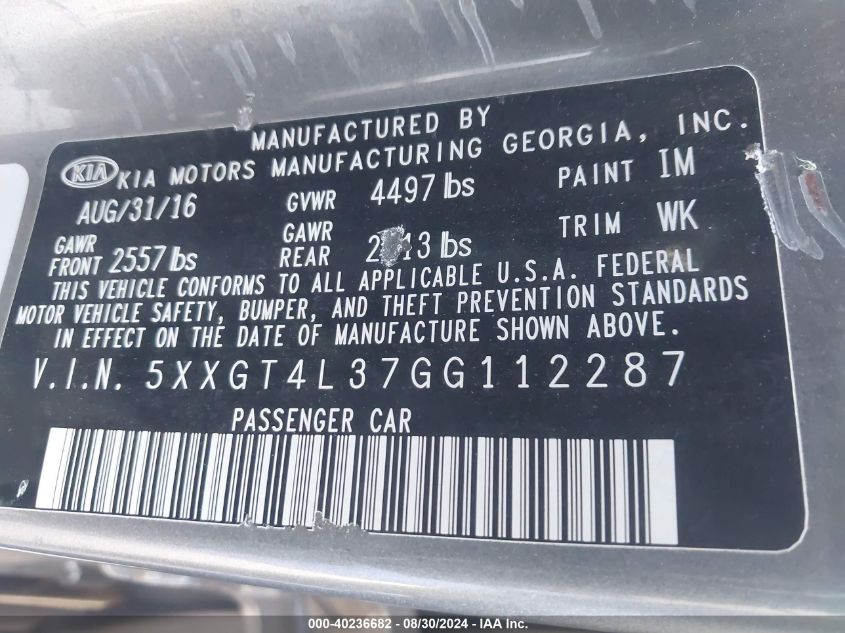 MANUFACTURED BY
KIA KIA MOTORS MANUFACTURING GEORGIA, INC.
AUG/31/16 GVWR 4497 lbs PAINT IM
GAWR FRONT 2557 lbs GAWR REAR lbs TRIM WK
THIS VEHICLE CONFORMS TO ALL APPLICABLE U.S.A. FEDERAL
MOTOR VEHICLE SAFETY, BUMPER, AND THEFT PREVENTION STANDARDS
IN EFFECT ON THE DATE OF MANUFACTURE SHOWN ABOVE.
V.I.N. 5XXGT4L37GG112287
PASSENGER CAR
000-40236682 - 08/30/2024 - IAA Inc.